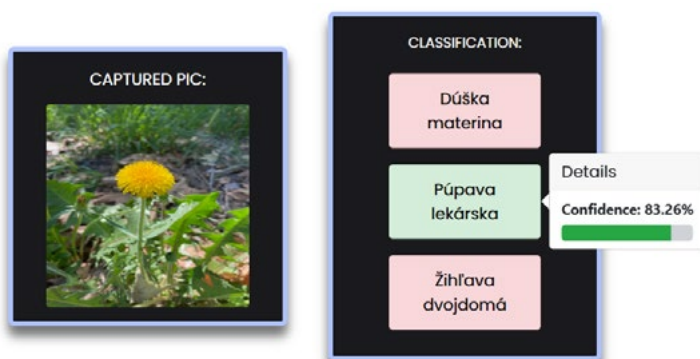 CAPTURED PIC:
CLASSIFICATION:
Dúška
materina
Púpava
lekárska
Details
Confidence: 83.26%
Žihľava
dvojdomá